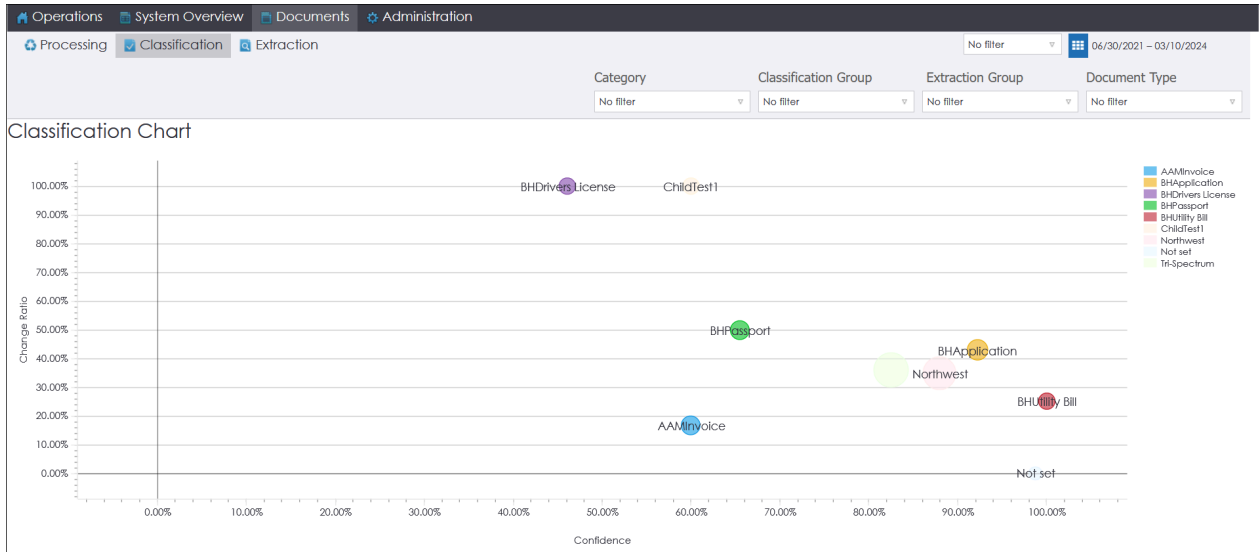 Operations System Overview Documents Administration
Processing Classification Extraction No filter 06/30/2021 – 03/10/2024
Category Classification Group Extraction Group Document Type
No filter No filter No filter No filter
Classification Chart
100.00%
90.00%
80.00%
70.00%
60.00%
50.00%
40.00%
30.00%
20.00%
10.00%
0.00%
Change Ratio
BHDrivers License
ChildTest1
BHPassport
BHApplication
Northwest
BHUtility Bill
AAMInvoice
Not set
0.00% 10.00% 20.00% 30.00% 40.00% 50.00% 60.00% 70.00% 80.00% 90.00% 100.00%
Confidence
AAMInvoice
BHApplication
BHDrivers License
BHPassport
BHUtility Bill
ChildTest1
Northwest
Not set
Tri-Spectrum